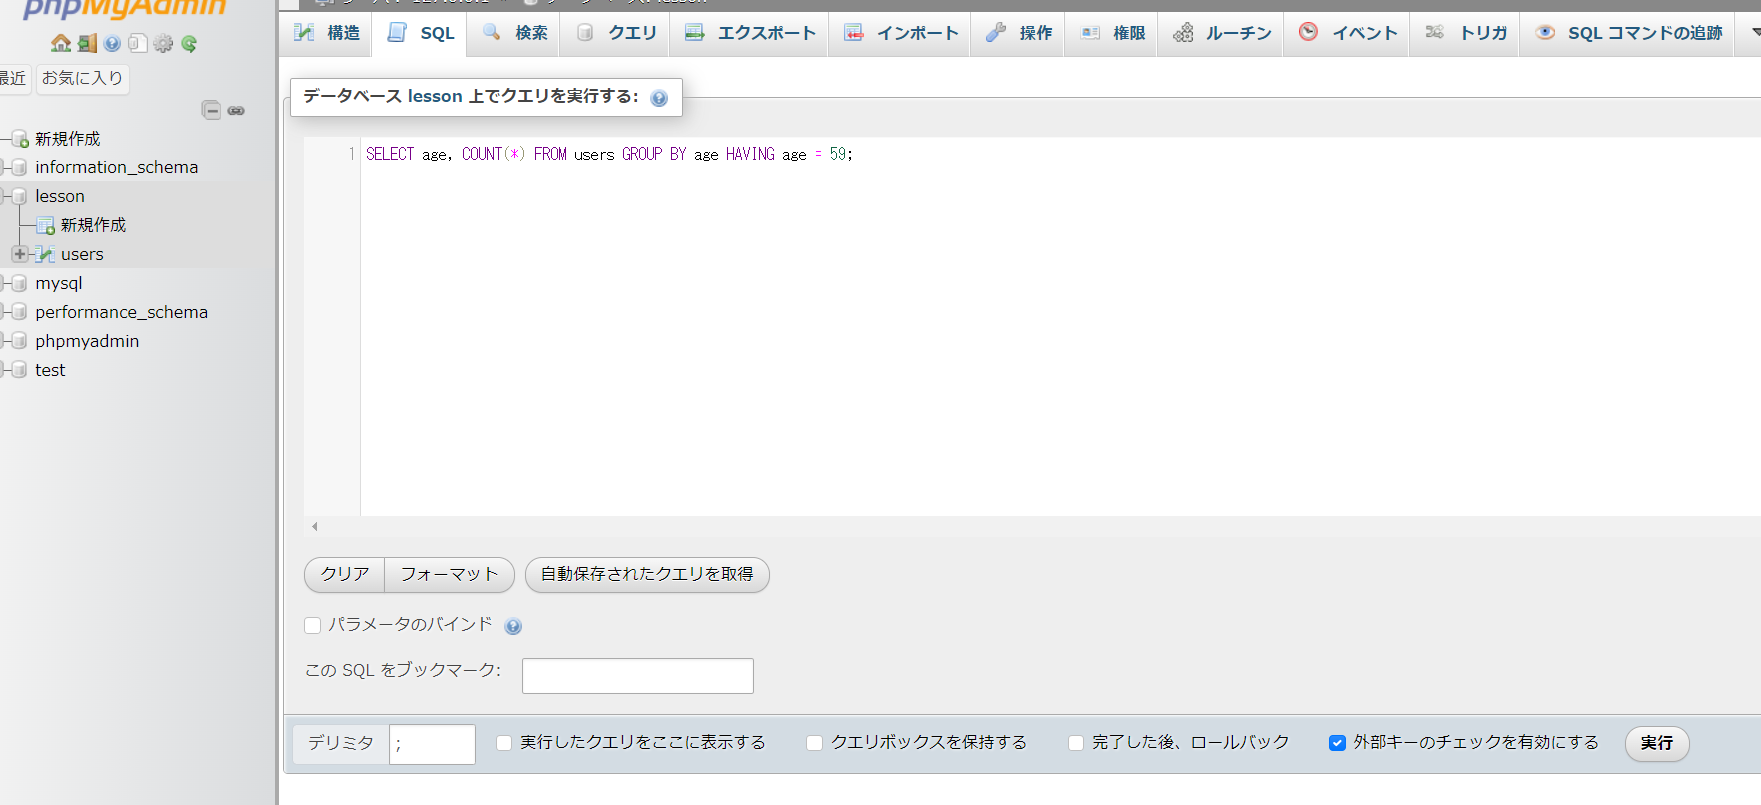 phpMyAdmin
最近
お気に入り
新規作成
information_schema
lesson
新規作成
users
mysql
performance_schema
phpmyadmin
test
構造
SQL
検索
クエリ
エクスポート
インポート
操作
権限
ルーチン
イベント
トリガ
SQL コマンドの追跡
データベース lesson 上でクエリを実行する:
1 SELECT age, COUNT(*) FROM users GROUP BY age HAVING age = 59;
クリア
フォーマット
自動保存されたクエリを取得
パラメータのバインド
この SQL をブックマーク:
デリミタ
;
実行したクエリをここに表示する
クエリボックスを保持する
完了した後、ロールバック
外部キーのチェックを有効にする
実行